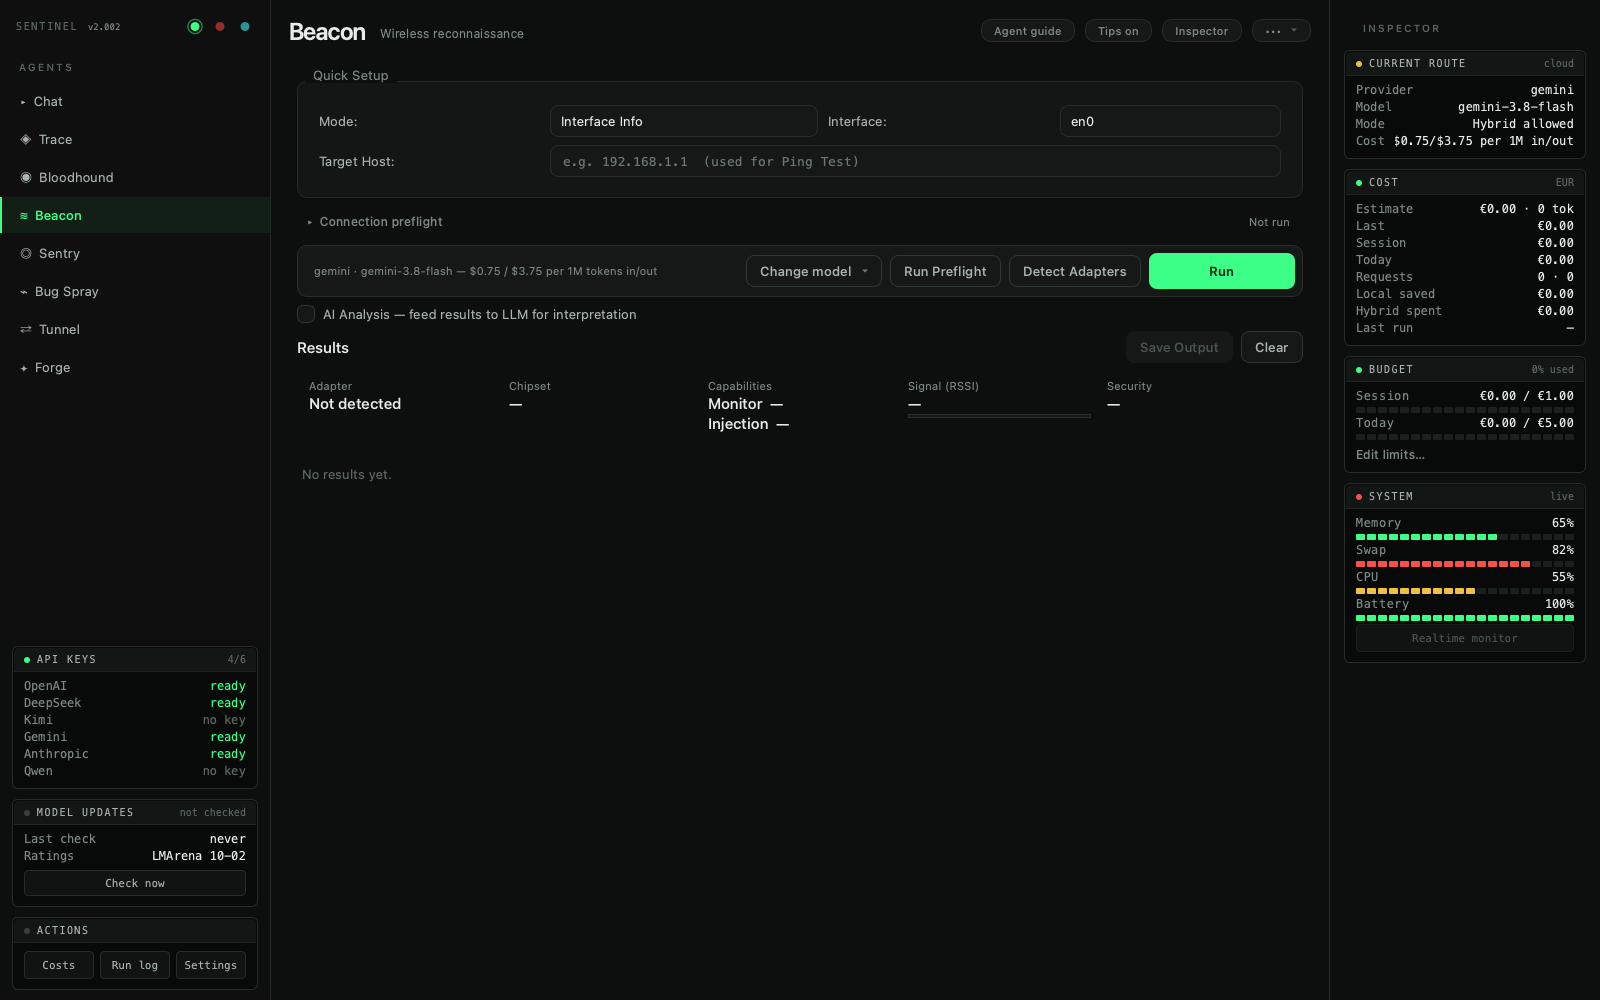 SENTINEL v2.002
AGENTS
Chat
Trace
Bloodhound
Beacon
Sentry
Bug Spray
Tunnel
Forge
API KEYS 4/6
OpenAI ready
DeepSeek ready
Kimi no key
Gemini ready
Anthropic ready
Qwen no key
MODEL UPDATES not checked
Last check never
Ratings LMArena 10-02
Check now
ACTIONS
Costs Run log Settings
Beacon Wireless reconnaissance
Agent guide Tips on Inspector ...
Quick Setup
Mode: Interface Info Interface: en0
Target Host: e.g. 192.168.1.1 (used for Ping Test)
Connection preflight Not run
gemini · gemini-3.8-flash — $0.75 / $3.75 per 1M tokens in/out Change model Run Preflight Detect Adapters Run
AI Analysis — feed results to LLM for interpretation
Results Save Output Clear
Adapter Chipset Capabilities Signal (RSSI) Security
Not detected — Monitor — — —
Injection —
No results yet.
INSPECTOR
CURRENT ROUTE cloud
Provider gemini
Model gemini-3.8-flash
Mode Hybrid allowed
Cost $0.75/$3.75 per 1M in/out
COST EUR
Estimate €0.00 · 0 tok
Last €0.00
Session €0.00
Today €0.00
Requests 0 · 0
Local saved €0.00
Hybrid spent €0.00
Last run —
BUDGET 0% used
Session €0.00 / €1.00
Today €0.00 / €5.00
Edit limits…
SYSTEM live
Memory 65%
Swap 82%
CPU 55%
Battery 100%
Realtime monitor